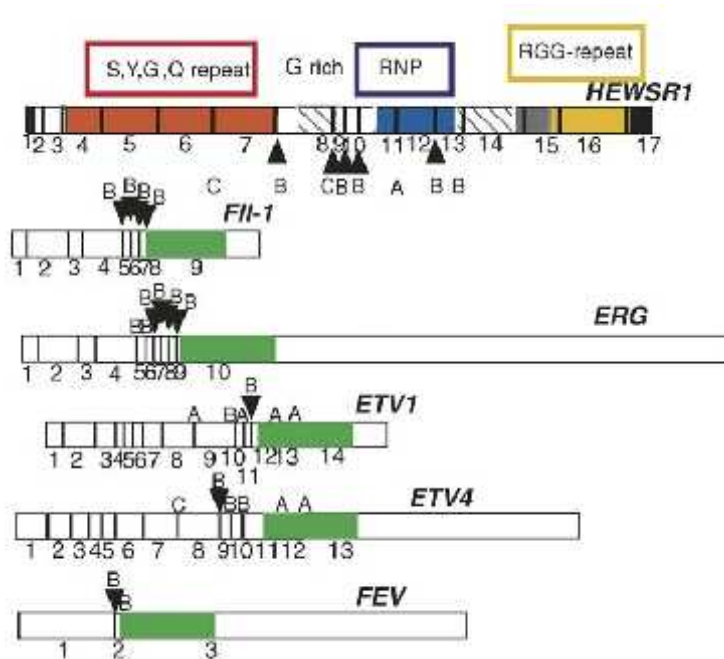 S,Y,G,Q repeat G rich RNP RGG-repeat
HEWSR1
1 2 3 4 5 6 7 8 9 10 11 12 13 14 15 16 17
C B C B B A B B
B B B B B
Fli-1
1 2 3 4 5 6 7 8 9
B B B B B B
ERG
1 2 3 4 5 6 7 8 9 10
B
ETV1
A B A A A
1 2 3 4 5 6 7 8 9 10 12 13 14
11
B
ETV4
C B B A A
1 2 3 4 5 6 7 8 9 10 11 12 13
B
FEV
B
1 2 3